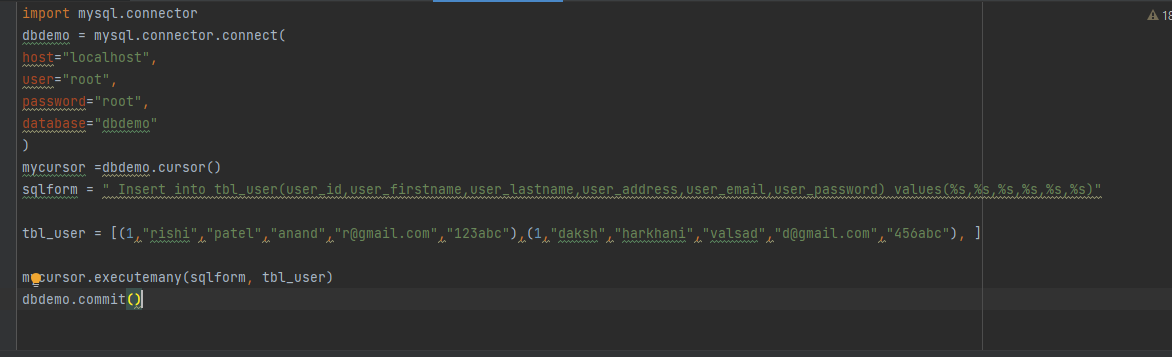 import mysql.connector
dbdemo = mysql.connector.connect(
host="localhost",
user="root",
password="root",
database="dbdemo"
)
mycursor =dbdemo.cursor()
sqlform = " Insert into tbl_user(user_id,user_firstname,user_lastname,user_address,user_email,user_password) values(%s,%s,%s,%s,%s,%s)"
tbl_user = [(1,"rishi","patel","anand","r@gmail.com","123abc"),(1,"daksh","harkhani","valsad","d@gmail.com","456abc"), ]
mycursor.executemany(sqlform, tbl_user)
dbdemo.commit()